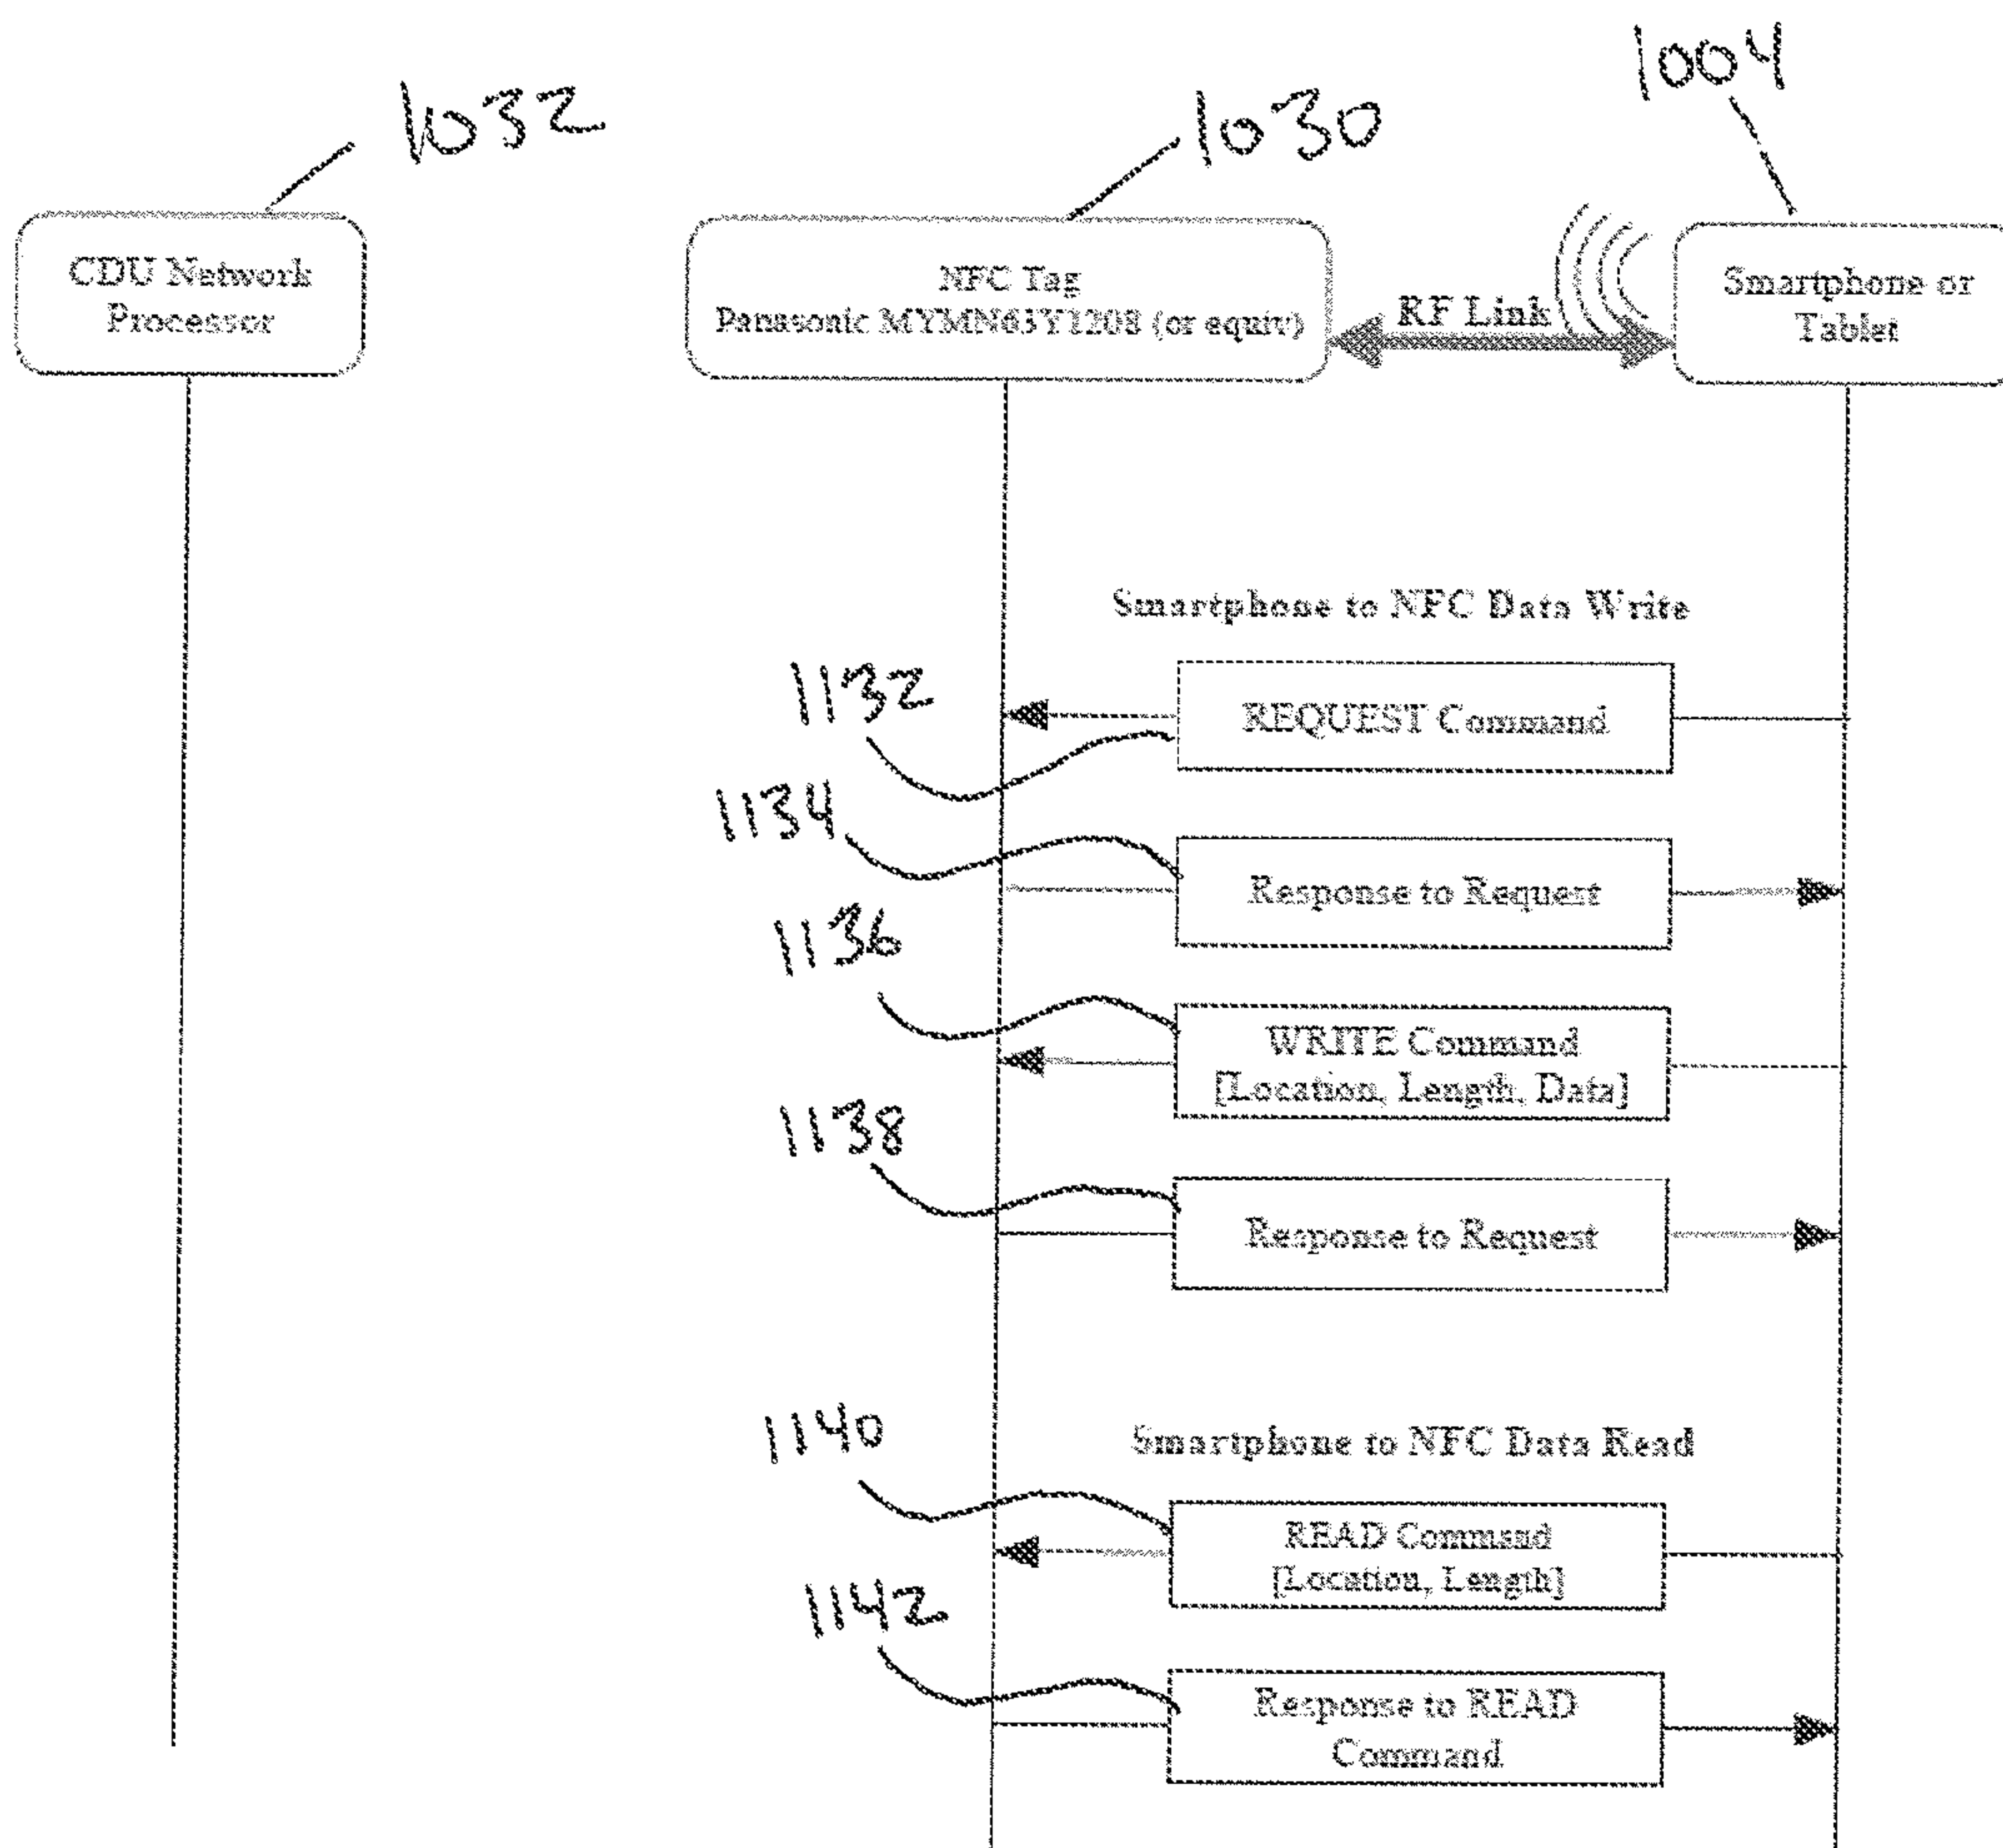 1032
1030
1004
CDU Network
Processor
NFC Tag
Panasonic MYMN63Y1208 (or equiv)
RF Link
Smartphone or
Tablet
Smartphone to NFC Data Write
1132
REQUEST Command
1134
Response to Request
1136
WRITE Command
[Location, Length, Data]
1138
Response to Request
1140
Smartphone to NFC Data Read
READ Command
[Location, Length]
1142
Response to READ
Command